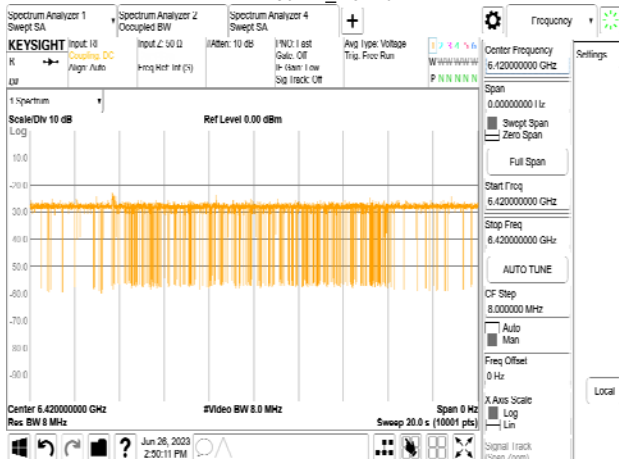 Spectrum Analyzer 1
Swept SA
Spectrum Analyzer 2
Occupied BW
Spectrum Analyzer 4
Swept SA
+
Frequency
KEYSIGHT
Input: RF
Coupling: DC
Align: Auto
Input Z: 50 Ω
Freq Ref: Int (S)
#Atten: 10 dB
PNO: Fast
Gate: Off
IF Gain: Low
Sig Track: Off
Avg Type: Voltage
Trig: Free Run
1 2 3 4 5 6
W W W W W W
P N N N N N
Center Frequency
6.420000000 GHz
Settings
Span
0.00000000 Hz
Swept Span
Zero Span
Full Span
Start Freq
6.420000000 GHz
Stop Freq
6.420000000 GHz
AUTO TUNE
CF Step
8.000000 MHz
Auto
Man
Freq Offset
0 Hz
X Axis Scale
Log
Lin
Signal Track
(Span Zoom)
Local
1 Spectrum
Scale/Div 10 dB
Ref Level 0.00 dBm
Log
-20.0
-30.0
-40.0
-50.0
-60.0
-70.0
-90.0
Center 6.420000000 GHz
#Video BW 8.0 MHz
Span 0 Hz
Res BW 8 MHz
Sweep 20.0 s (10001 pts)
?
Jun 26, 2023
2:50:11 PM